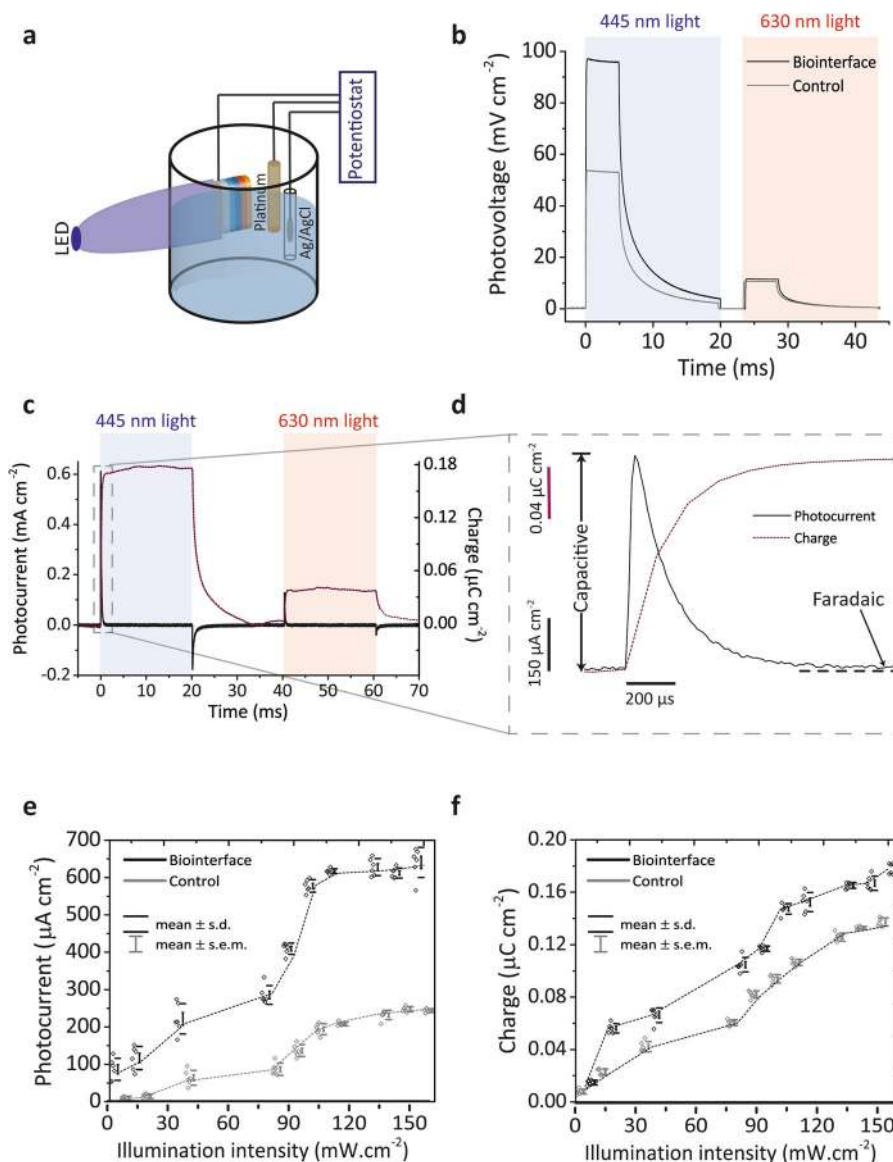 a
LED
Platinum
Ag/AgCl
Potentiostat
b
445 nm light
630 nm light
Biointerface
Control
100
80
60
40
20
0
Photovoltage (mV cm⁻²)
0 10 20 30 40
Time (ms)
c
445 nm light
630 nm light
0.6
0.4
0.2
0.0
-0.2
Photocurrent (mA cm⁻²)
0.18
0.12
0.06
0.00
Charge (µC cm⁻²)
0 10 20 30 40 50 60 70
Time (ms)
d
0.04 µC cm⁻²
150 µA cm⁻²
Capacitive
Photocurrent
Charge
Faradaic
200 µs
e
700
600
500
400
300
200
100
0
Photocurrent (µA cm⁻²)
Biointerface
Control
mean ± s.d.
mean ± s.e.m.
0 30 60 90 120 150
Illumination intensity (mW.cm⁻²)
f
0.20
0.16
0.12
0.08
0.04
0.00
Charge (µC cm⁻²)
Biointerface
Control
mean ± s.d.
mean ± s.e.m.
0 30 60 90 120 150
Illumination intensity (mW.cm⁻²)